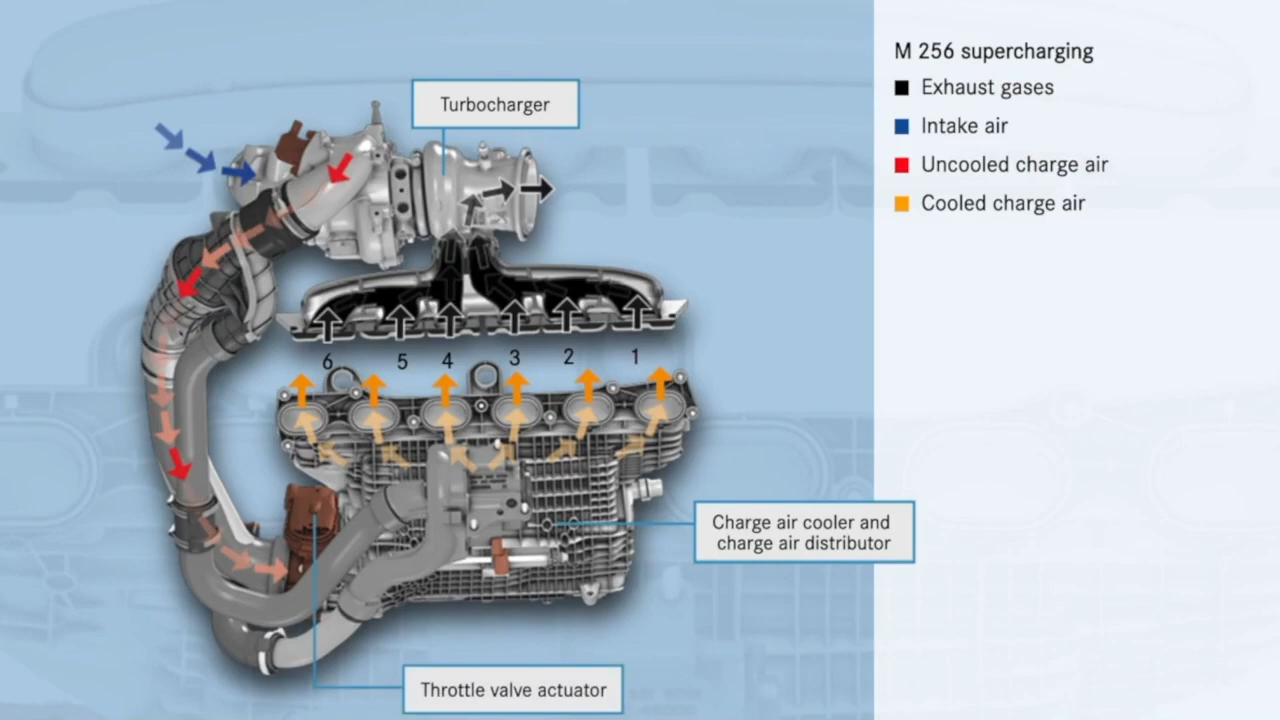 M 256 supercharging
Exhaust gases
Intake air
Uncooled charge air
Cooled charge air
Turbocharger
6 5 4 3 2 1
Charge air cooler and
charge air distributor
Throttle valve actuator